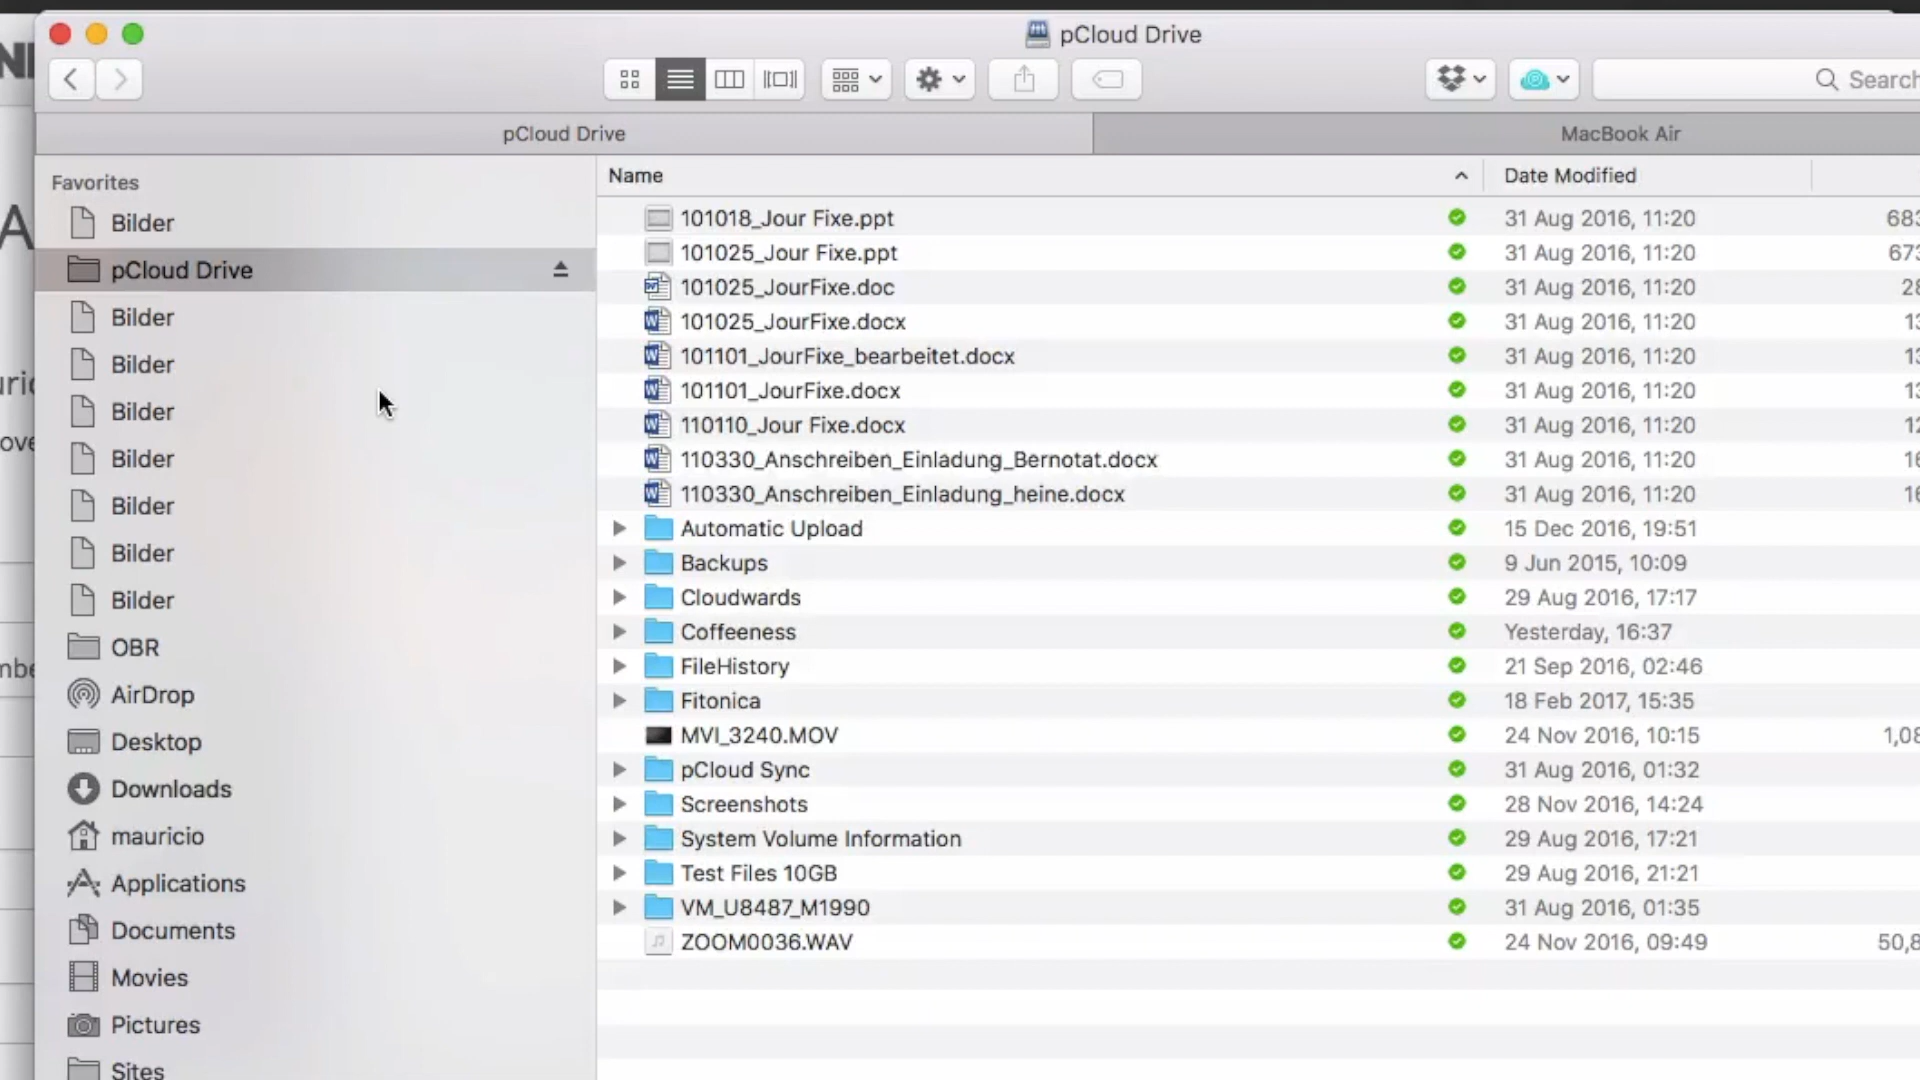 pCloud Drive
Search
pCloud Drive
MacBook Air
Favorites
Bilder
pCloud Drive
Bilder
Bilder
Bilder
Bilder
Bilder
Bilder
Bilder
OBR
AirDrop
Desktop
Downloads
mauricio
Applications
Documents
Movies
Pictures
Sites
Name Date Modified
101018_Jour Fixe.ppt 31 Aug 2016, 11:20
101025_Jour Fixe.ppt 31 Aug 2016, 11:20
101025_JourFixe.doc 31 Aug 2016, 11:20
101025_JourFixe.docx 31 Aug 2016, 11:20
101101_JourFixe_bearbeitet.docx 31 Aug 2016, 11:20
101101_JourFixe.docx 31 Aug 2016, 11:20
110110_Jour Fixe.docx 31 Aug 2016, 11:20
110330_Anschreiben_Einladung_Bernotat.docx 31 Aug 2016, 11:20
110330_Anschreiben_Einladung_heine.docx 31 Aug 2016, 11:20
Automatic Upload 15 Dec 2016, 19:51
Backups 9 Jun 2015, 10:09
Cloudwards 29 Aug 2016, 17:17
Coffeeness Yesterday, 16:37
FileHistory 21 Sep 2016, 02:46
Fitonica 18 Feb 2017, 15:35
MVI_3240.MOV 24 Nov 2016, 10:15
pCloud Sync 31 Aug 2016, 01:32
Screenshots 28 Nov 2016, 14:24
System Volume Information 29 Aug 2016, 17:21
Test Files 10GB 29 Aug 2016, 21:21
VM_U8487_M1990 31 Aug 2016, 01:35
ZOOM0036.WAV 24 Nov 2016, 09:49